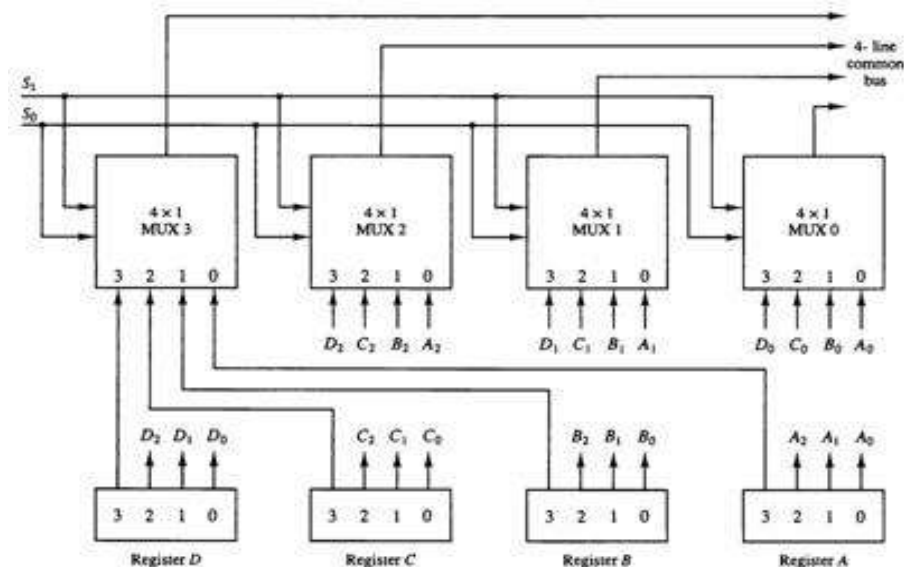 4- line
common
bus
S₁
S₀
4 × 1
MUX 3
4 × 1
MUX 2
4 × 1
MUX 1
4 × 1
MUX 0
3 2 1 0
3 2 1 0
3 2 1 0
3 2 1 0
D₂ C₂ B₂ A₂
D₁ C₁ B₁ A₁
D₀ C₀ B₀ A₀
D₂ D₁ D₀
C₂ C₁ C₀
B₂ B₁ B₀
A₂ A₁ A₀
3 2 1 0
3 2 1 0
3 2 1 0
3 2 1 0
Register D
Register C
Register B
Register A